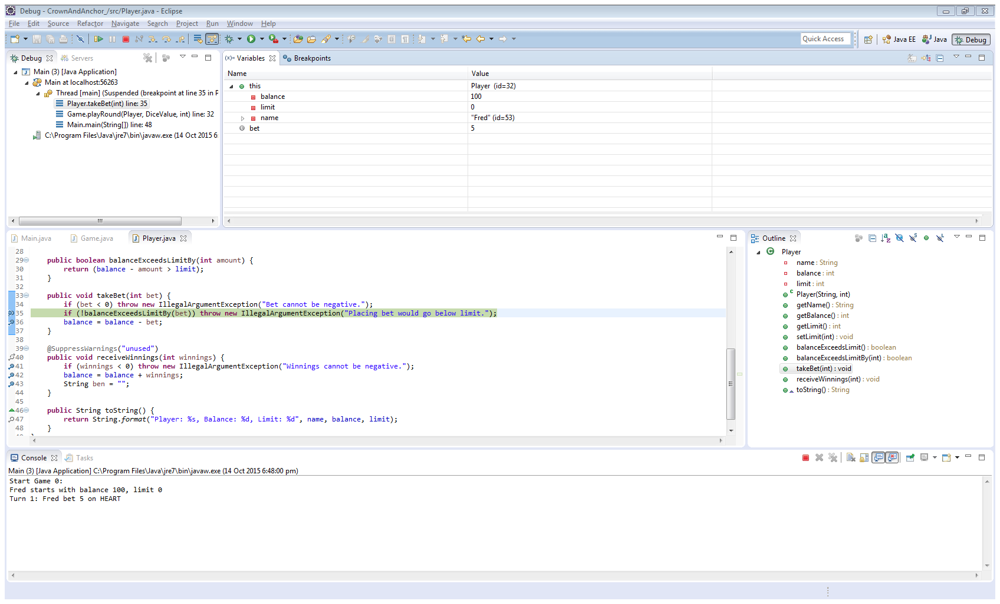 Debug - CrownAndAnchor_/src/Player.java - Eclipse
File Edit Source Refactor Navigate Search Project Run Window Help
Quick Access Java EE Java Debug
Debug Servers
Main (3) [Java Application]
Main at localhost:56263
Thread [main] (Suspended (breakpoint at line 35 in P
Player.takeBet(int) line: 35
Game.playRound(Player, DiceValue, int) line: 32
Main.main(String[]) line: 48
C:\Program Files\Java\jre7\bin\javaw.exe (14 Oct 2015 6:
(x)= Variables Breakpoints
Name Value
this Player (id=32)
balance 100
limit 0
name "Fred" (id=53)
bet 5
Main.java Game.java Player.java
28
29 public boolean balanceExceedsLimitBy(int amount) {
30 return (balance - amount > limit);
31 }
32
33 public void takeBet(int bet) {
34 if (bet < 0) throw new IllegalArgumentException("Bet cannot be negative.");
35 if (!balanceExceedsLimitBy(bet)) throw new IllegalArgumentException("Placing bet would go below limit.");
36 balance = balance - bet;
37 }
38
39 @SuppressWarnings("unused")
40 public void receiveWinnings(int winnings) {
41 if (winnings < 0) throw new IllegalArgumentException("Winnings cannot be negative.");
42 balance = balance + winnings;
43 String ben = "";
44 }
45
46 public String toString() {
47 return String.format("Player: %s, Balance: %d, Limit: %d", name, balance, limit);
48 }
Outline
Player
name : String
balance : int
limit : int
Player(String, int)
getName() : String
getBalance() : int
getLimit() : int
setLimit(int) : void
balanceExceedsLimit() : boolean
balanceExceedsLimitBy(int) : boolean
takeBet(int) : void
receiveWinnings(int) : void
toString() : String
Console Tasks
Main (3) [Java Application] C:\Program Files\Java\jre7\bin\javaw.exe (14 Oct 2015 6:48:00 pm)
Start Game 0:
Fred starts with balance 100, limit 0
Turn 1: Fred bet 5 on HEART